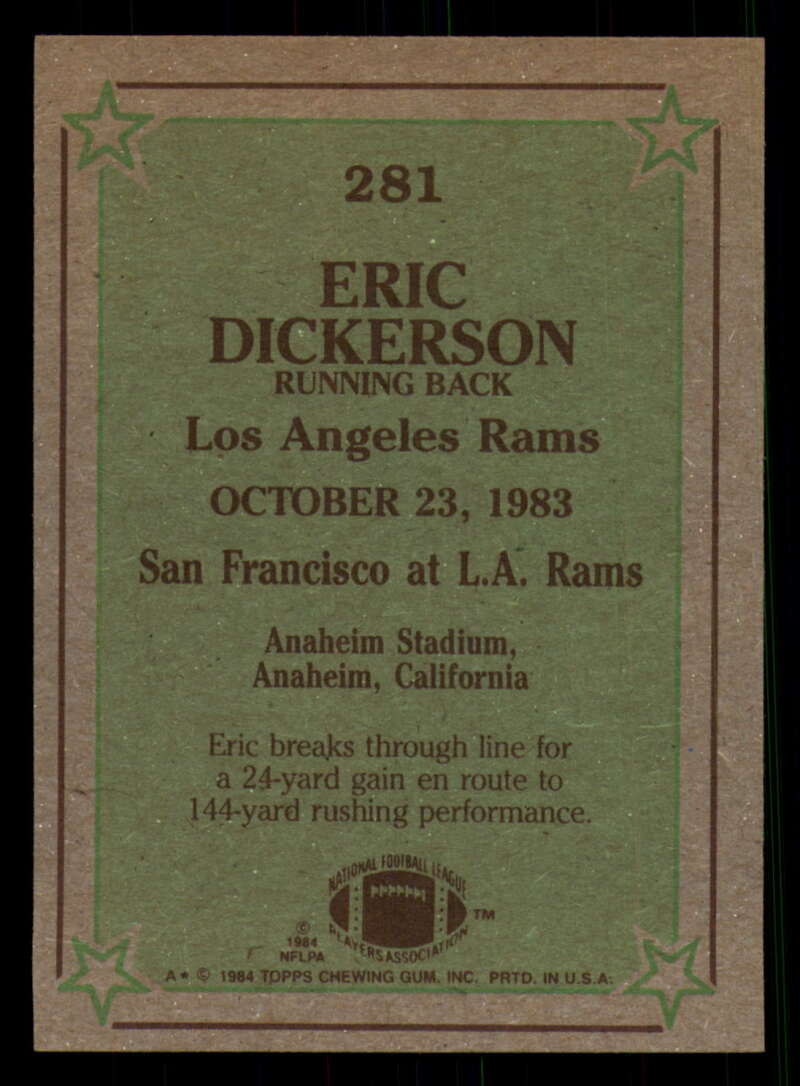 281
ERIC
DICKERSON
RUNNING BACK
Los Angeles Rams
OCTOBER 23, 1983
San Francisco at L.A. Rams
Anaheim Stadium,
Anaheim, California
Eric breaks through line for
a 24-yard gain en route to
144-yard rushing performance.
NATIONAL FOOTBALL LEAGUE
PLAYERS ASSOCIATION
TM
©
1984
NFLPA
A★ © 1984 TOPPS CHEWING GUM, INC. PRTD. IN U.S.A.